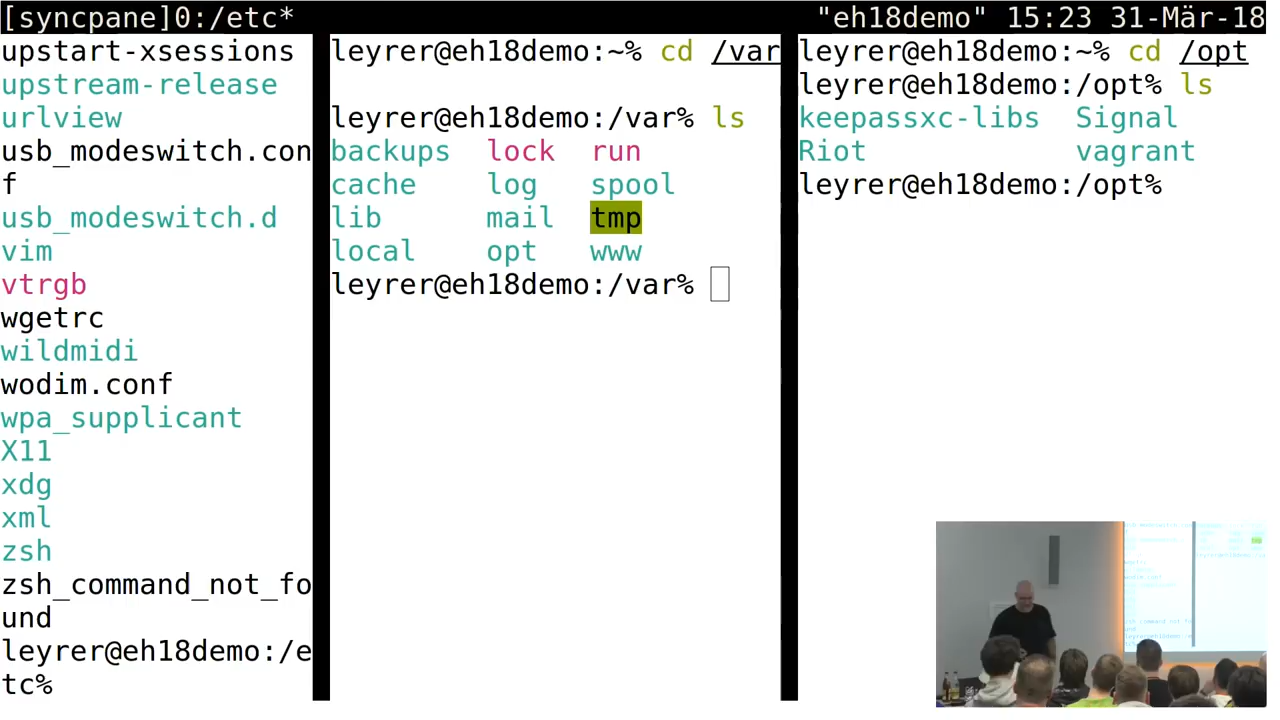 [syncpane]0:/etc* "eh18demo" 15:23 31-Mär-18
upstart-xsessions
upstream-release
urlview
usb_modeswitch.con
f
usb_modeswitch.d
vim
vtrgb
wgetrc
wildmidi
wodim.conf
wpa_supplicant
X11
xdg
xml
zsh
zsh_command_not_fo
und
leyrer@eh18demo:/e
tc%
leyrer@eh18demo:~% cd /var
leyrer@eh18demo:/var% ls
backups lock run
cache log spool
lib mail tmp
local opt www
leyrer@eh18demo:/var%
leyrer@eh18demo:~% cd /opt
leyrer@eh18demo:/opt% ls
keepassxc-libs Signal
Riot vagrant
leyrer@eh18demo:/opt%